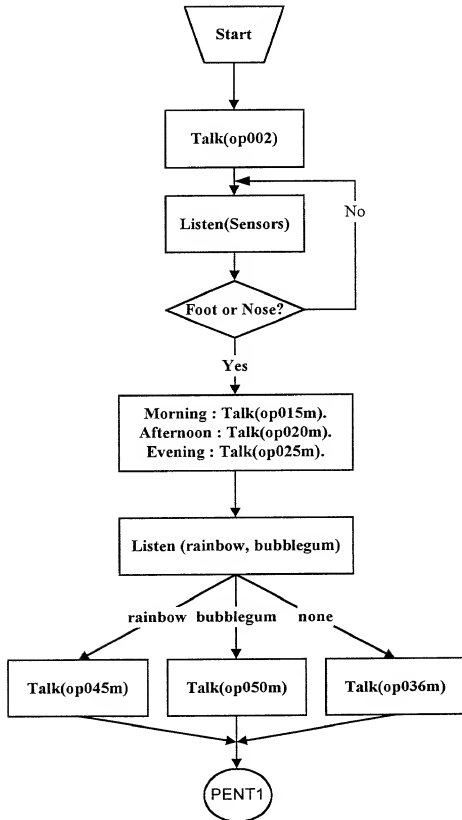 Start
Talk(op002)
Listen(Sensors)
No
Foot or Nose?
Yes
Morning : Talk(op015m).
Afternoon : Talk(op020m).
Evening : Talk(op025m).
Listen (rainbow, bubblegum)
rainbow bubblegum none
Talk(op045m)
Talk(op050m)
Talk(op036m)
PENT1